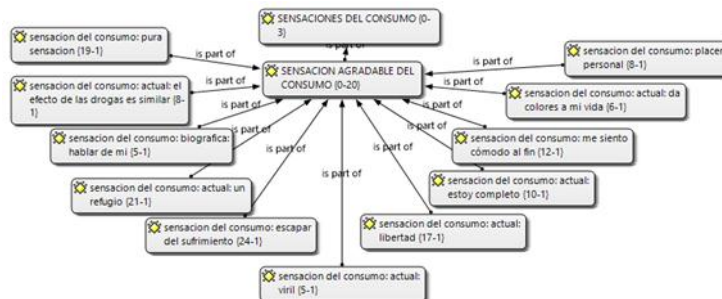 SENSACIONES DEL CONSUMO {0-
3}
is part of
sensacion del consumo: pura
sensacion {19-1}
is part of
SENSACION AGRADABLE DEL
CONSUMO {0-20}
is part of
sensacion del consumo: placer
personal {8-1}
sensacion del consumo: actual: el
efecto de las drogas es similar {8-
1}
is part of
is part of
sensacion del consumo: actual: da
colores a mi vida {6-1}
is part of
is part of
sensacion del consumo: biografica:
hablar de mi {5-1}
is part of
is part of
sensacion del consumo: me siento
cómodo al fin {12-1}
is part of
is part of
is part of
sensacion del consumo: actual: un
refugio {21-1}
sensacion del consumo: actual:
estoy completo {10-1}
sensacion del consumo: escapar
del sufrimiento {24-1}
sensacion del consumo: actual:
libertad {17-1}
sensacion del consumo: actual:
viril {5-1}